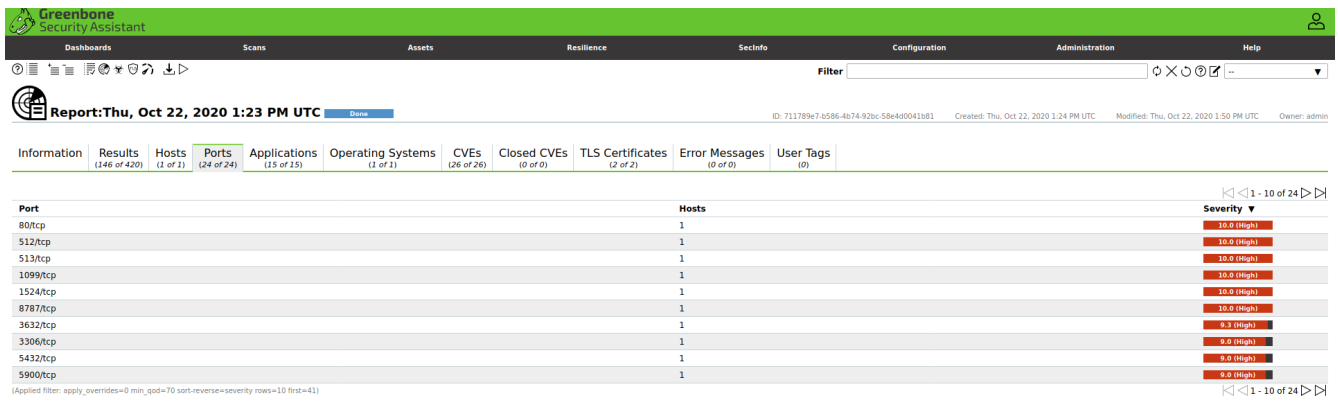 Greenbone
Security Assistant
Dashboards Scans Assets Resilience SecInfo Configuration Administration Help
Filter --
Report:Thu, Oct 22, 2020 1:23 PM UTC Done ID: 711789e7-b586-4b74-92bc-58e4d0041b81 Created: Thu, Oct 22, 2020 1:24 PM UTC Modified: Thu, Oct 22, 2020 1:50 PM UTC Owner: admin
Information Results Hosts Ports Applications Operating Systems CVEs Closed CVEs TLS Certificates Error Messages User Tags
(146 of 420) (1 of 1) (24 of 24) (15 of 15) (1 of 1) (26 of 26) (0 of 0) (2 of 2) (0 of 0) (0)
1 - 10 of 24
Port Hosts Severity ▼
80/tcp 1 10.0 (High)
512/tcp 1 10.0 (High)
513/tcp 1 10.0 (High)
1099/tcp 1 10.0 (High)
1524/tcp 1 10.0 (High)
8787/tcp 1 10.0 (High)
3632/tcp 1 9.3 (High)
3306/tcp 1 9.0 (High)
5432/tcp 1 9.0 (High)
5900/tcp 1 9.0 (High)
(Applied filter: apply_overrides=0 min_qod=70 sort-reverse=severity rows=10 first=41) 1 - 10 of 24